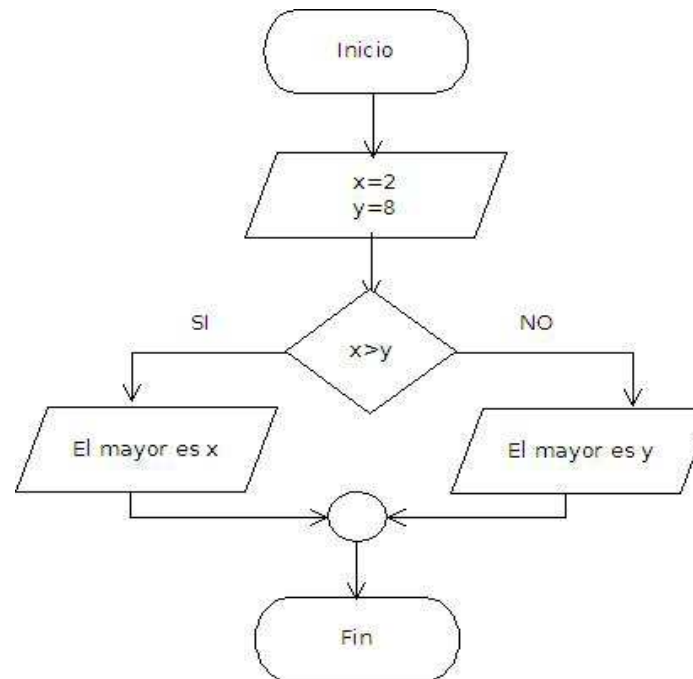 Inicio
x=2
y=8
SI
NO
x>y
El mayor es x
El mayor es y
Fin